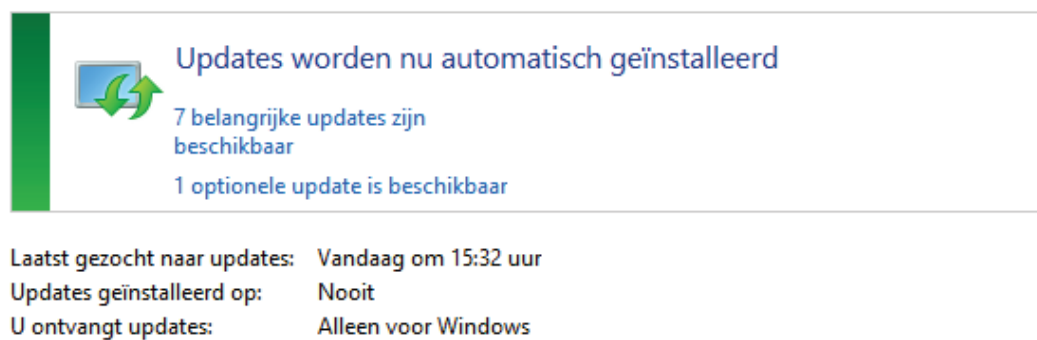 Updates worden nu automatisch geïnstalleerd
7 belangrijke updates zijn
beschikbaar
1 optionele update is beschikbaar
Laatst gezocht naar updates: Vandaag om 15:32 uur
Updates geïnstalleerd op: Nooit
U ontvangt updates: Alleen voor Windows